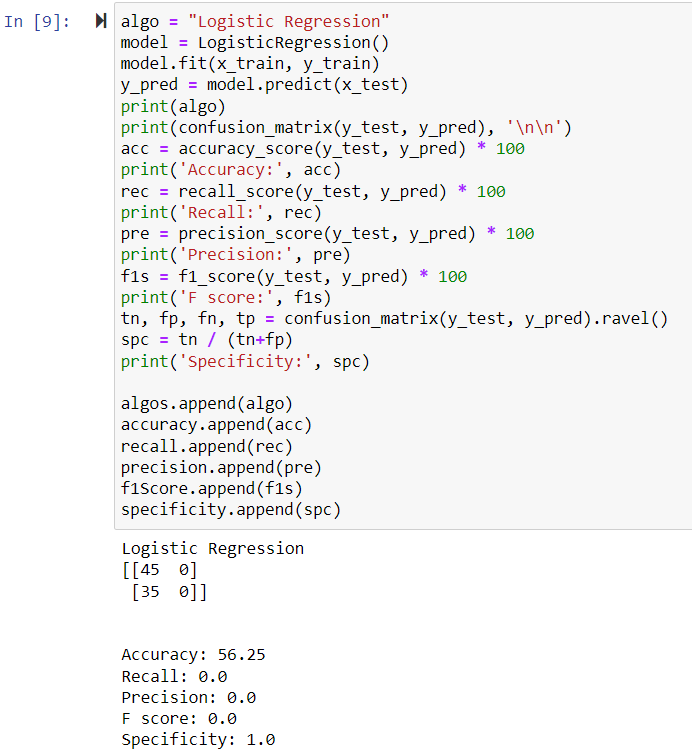 In [9]:
algo = "Logistic Regression"
model = LogisticRegression()
model.fit(x_train, y_train)
y_pred = model.predict(x_test)
print(algo)
print(confusion_matrix(y_test, y_pred), '\n\n')
acc = accuracy_score(y_test, y_pred) * 100
print('Accuracy:', acc)
rec = recall_score(y_test, y_pred) * 100
print('Recall:', rec)
pre = precision_score(y_test, y_pred) * 100
print('Precision:', pre)
f1s = f1_score(y_test, y_pred) * 100
print('F score:', f1s)
tn, fp, fn, tp = confusion_matrix(y_test, y_pred).ravel()
spc = tn / (tn+fp)
print('Specificity:', spc)

algos.append(algo)
accuracy.append(acc)
recall.append(rec)
precision.append(pre)
f1Score.append(f1s)
specificity.append(spc)

Logistic Regression
[[45  0]
 [35  0]]

Accuracy: 56.25
Recall: 0.0
Precision: 0.0
F score: 0.0
Specificity: 1.0